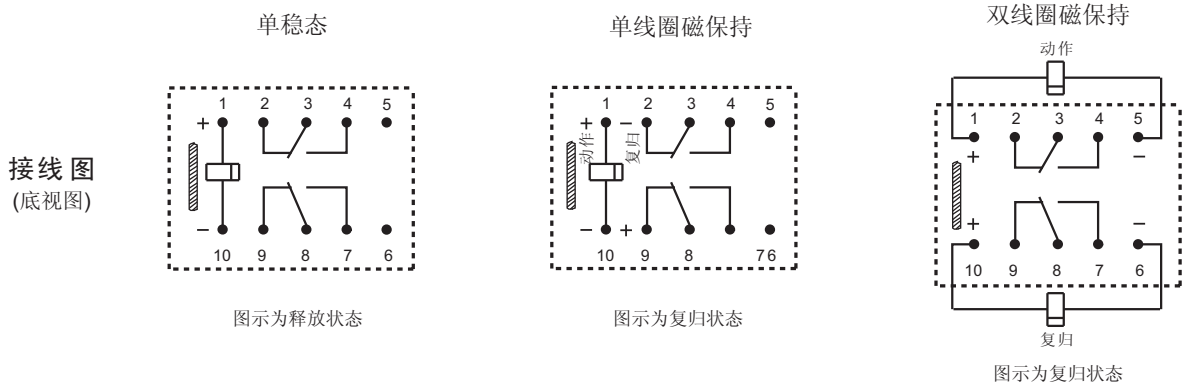 单稳态
1 2 3 4 5
+
-
10 9 8 7 6
图示为释放状态
接线图
(底视图)
单线圈磁保持
1 2 3 4 5
+ -
动作 复归
- +
10 9 8 7 6
图示为复归状态
双线圈磁保持
动作
1 2 3 4 5
+ -
+ -
10 9 8 7 6
复归
图示为复归状态